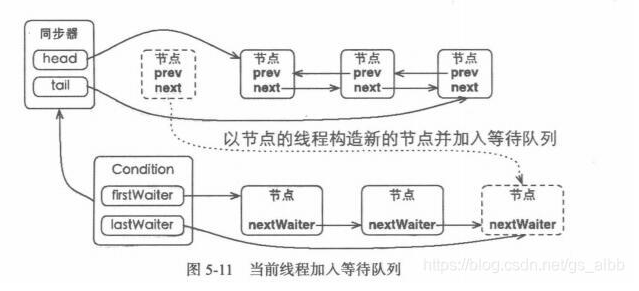 同步器
head
tail
节点
prev
next
节点
prev
next
节点
prev
next
节点
prev
next
以节点的线程构造新的节点并加入等待队列
Condition
firstWaiter
lastWaiter
节点
nextWaiter
节点
nextWaiter
节点
nextWaiter
图 5-11 当前线程加入等待队列
https://blog.csdn.net/gs_albb